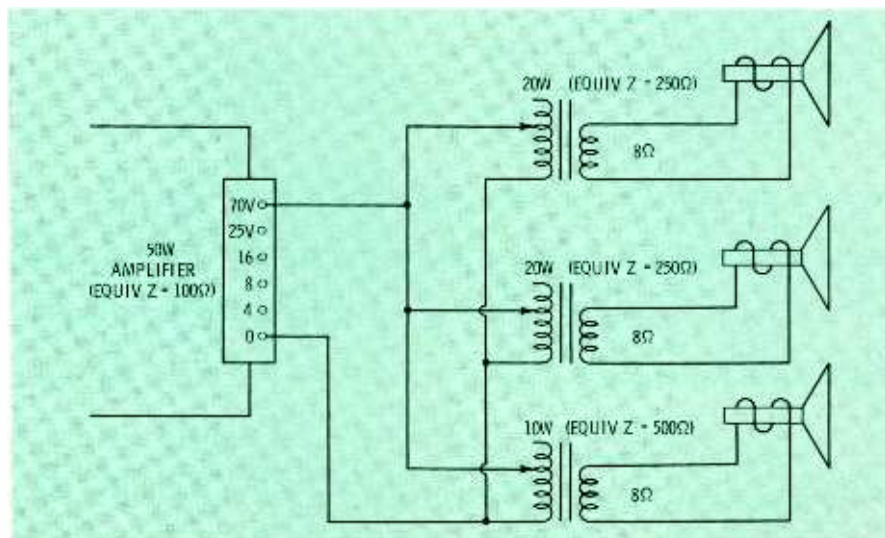 20W (EQUIV Z = 250Ω)
8Ω
70V
25V
16
8
4
0
50W
AMPLIFIER
(EQUIV Z = 100Ω)
20W (EQUIV Z = 250Ω)
8Ω
10W (EQUIV Z = 500Ω)
8Ω